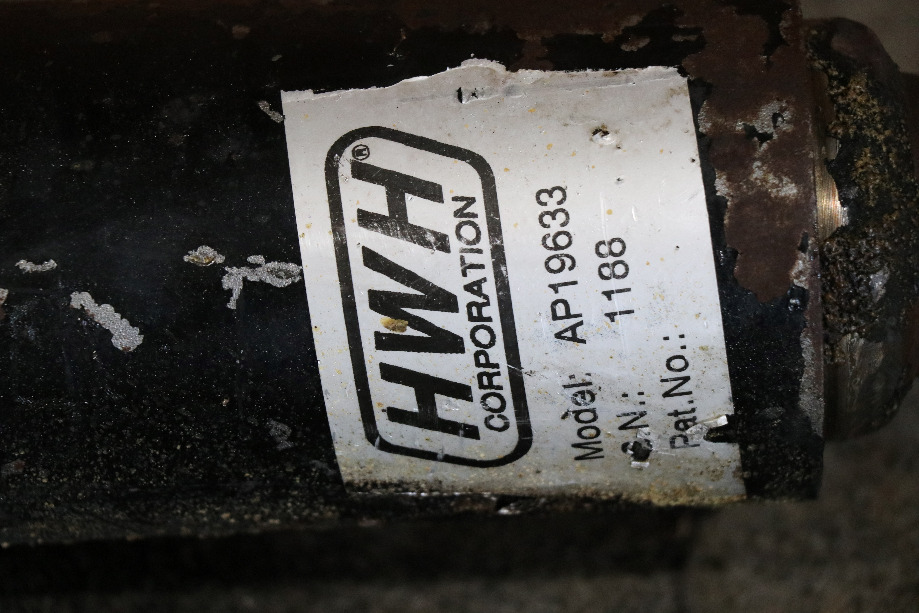 HWH®
CORPORATION
Model: AP19633
S.N.: 1188
Pat.No.: